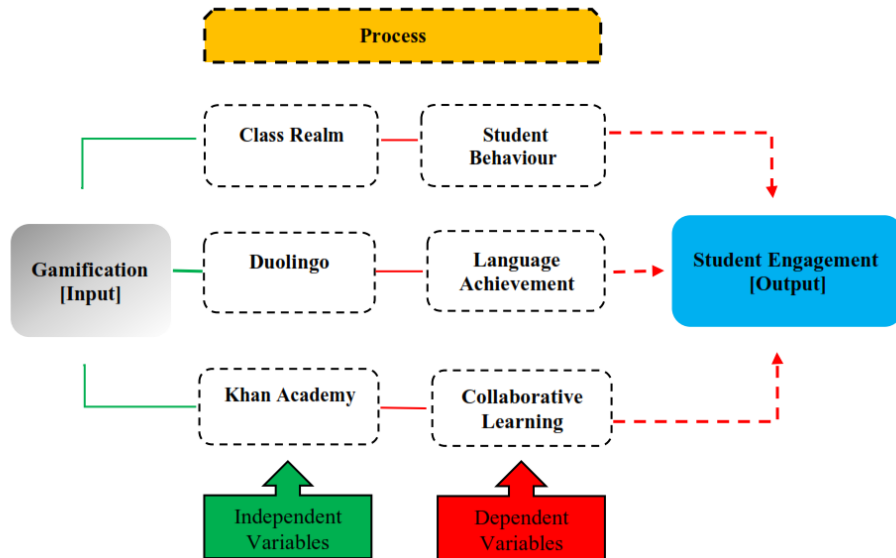 Process
Class Realm
Student
Behaviour
Gamification
[Input]
Duolingo
Language
Achievement
Student Engagement
[Output]
Khan Academy
Collaborative
Learning
Independent
Variables
Dependent
Variables